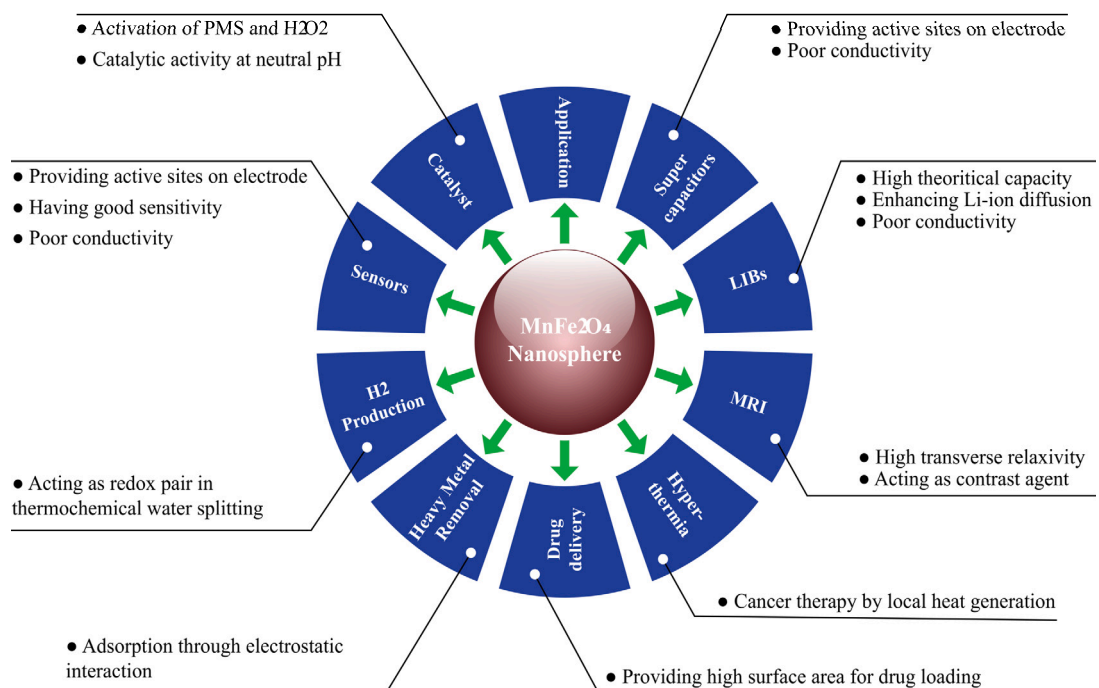 ● Activation of PMS and H2O2
● Catalytic activity at neutral pH
● Providing active sites on electrode
● Poor conductivity
● Providing active sites on electrode
● Having good sensitivity
● Poor conductivity
● High theoritical capacity
● Enhancing Li-ion diffusion
● Poor conductivity
Application
Catalyst
Super
capacitors
Sensors
LIBs
MnFe2O₄
Nanosphere
H2
Production
MRI
Heavy Metal
Removal
Drug
delivery
Hyper-
thermia
● Acting as redox pair in
thermochemical water splitting
● High transverse relaxivity
● Acting as contrast agent
● Cancer therapy by local heat generation
● Adsorption through electrostatic
interaction
● Providing high surface area for drug loading